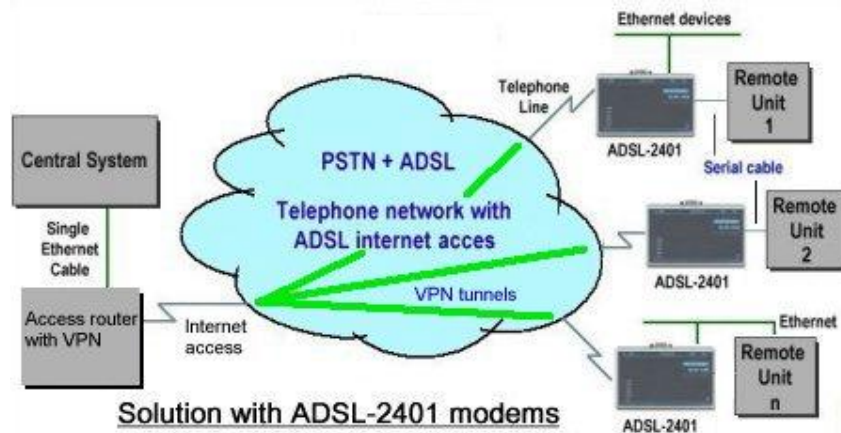 Ethernet devices
Telephone
Line
ADSL-2401
Remote
Unit
1
Central System
PSTN + ADSL
Serial cable
Telephone network with
ADSL internet acces
Single
Ethernet
Cable
ADSL-2401
Remote
Unit
2
VPN tunnels
Access router
with VPN
Internet
access
Ethernet
ADSL-2401
Remote
Unit
n
Solution with ADSL-2401 modems